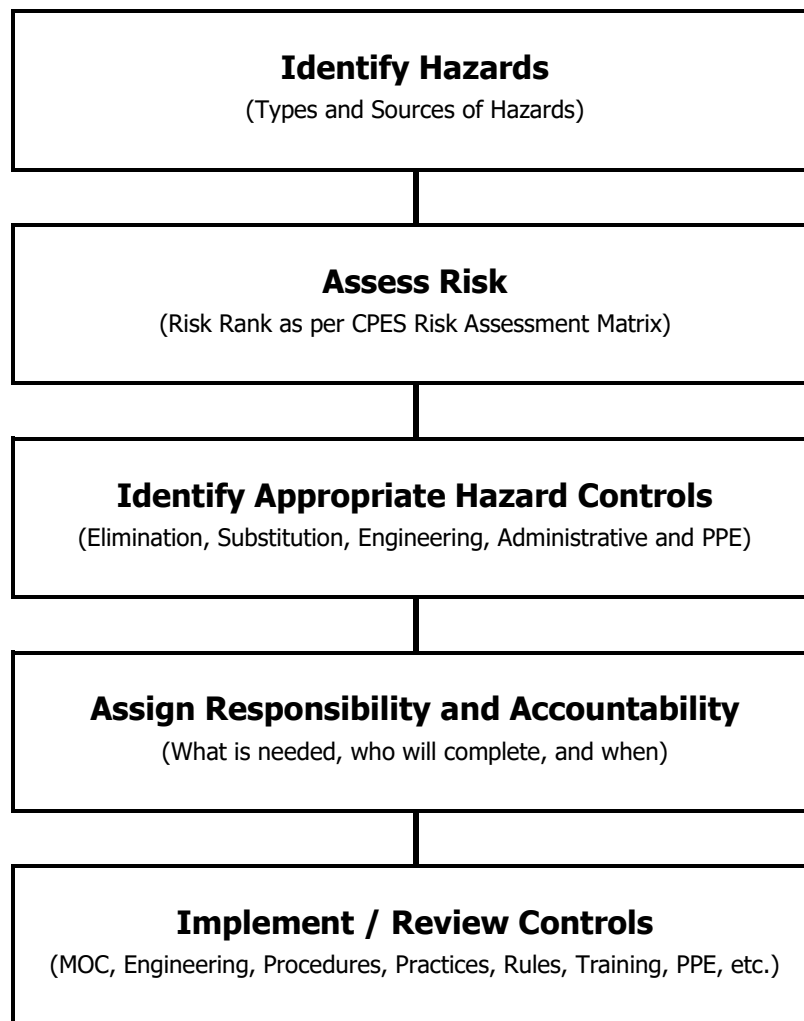 Identify Hazards
(Types and Sources of Hazards)
Assess Risk
(Risk Rank as per CPES Risk Assessment Matrix)
Identify Appropriate Hazard Controls
(Elimination, Substitution, Engineering, Administrative and PPE)
Assign Responsibility and Accountability
(What is needed, who will complete, and when)
Implement / Review Controls
(MOC, Engineering, Procedures, Practices, Rules, Training, PPE, etc.)